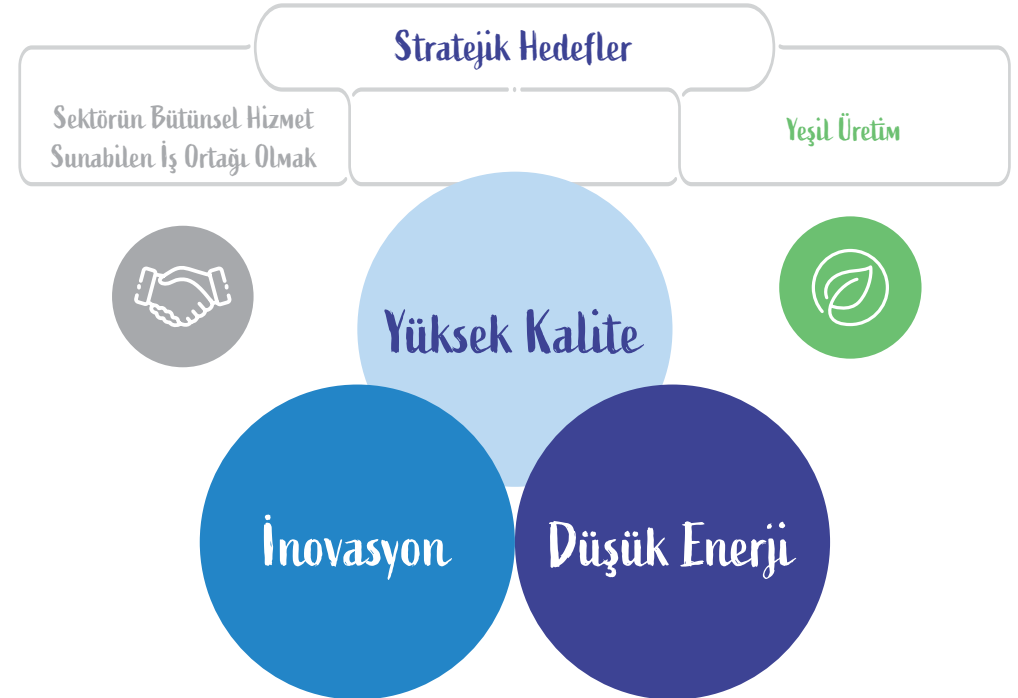 Stratejik Hedefler
Sektörün Bütünsel Hizmet
Sunabilen İş Ortağı Olmak
Yeşil Üretim
Yüksek Kalite
İnovasyon
Düşük Enerji